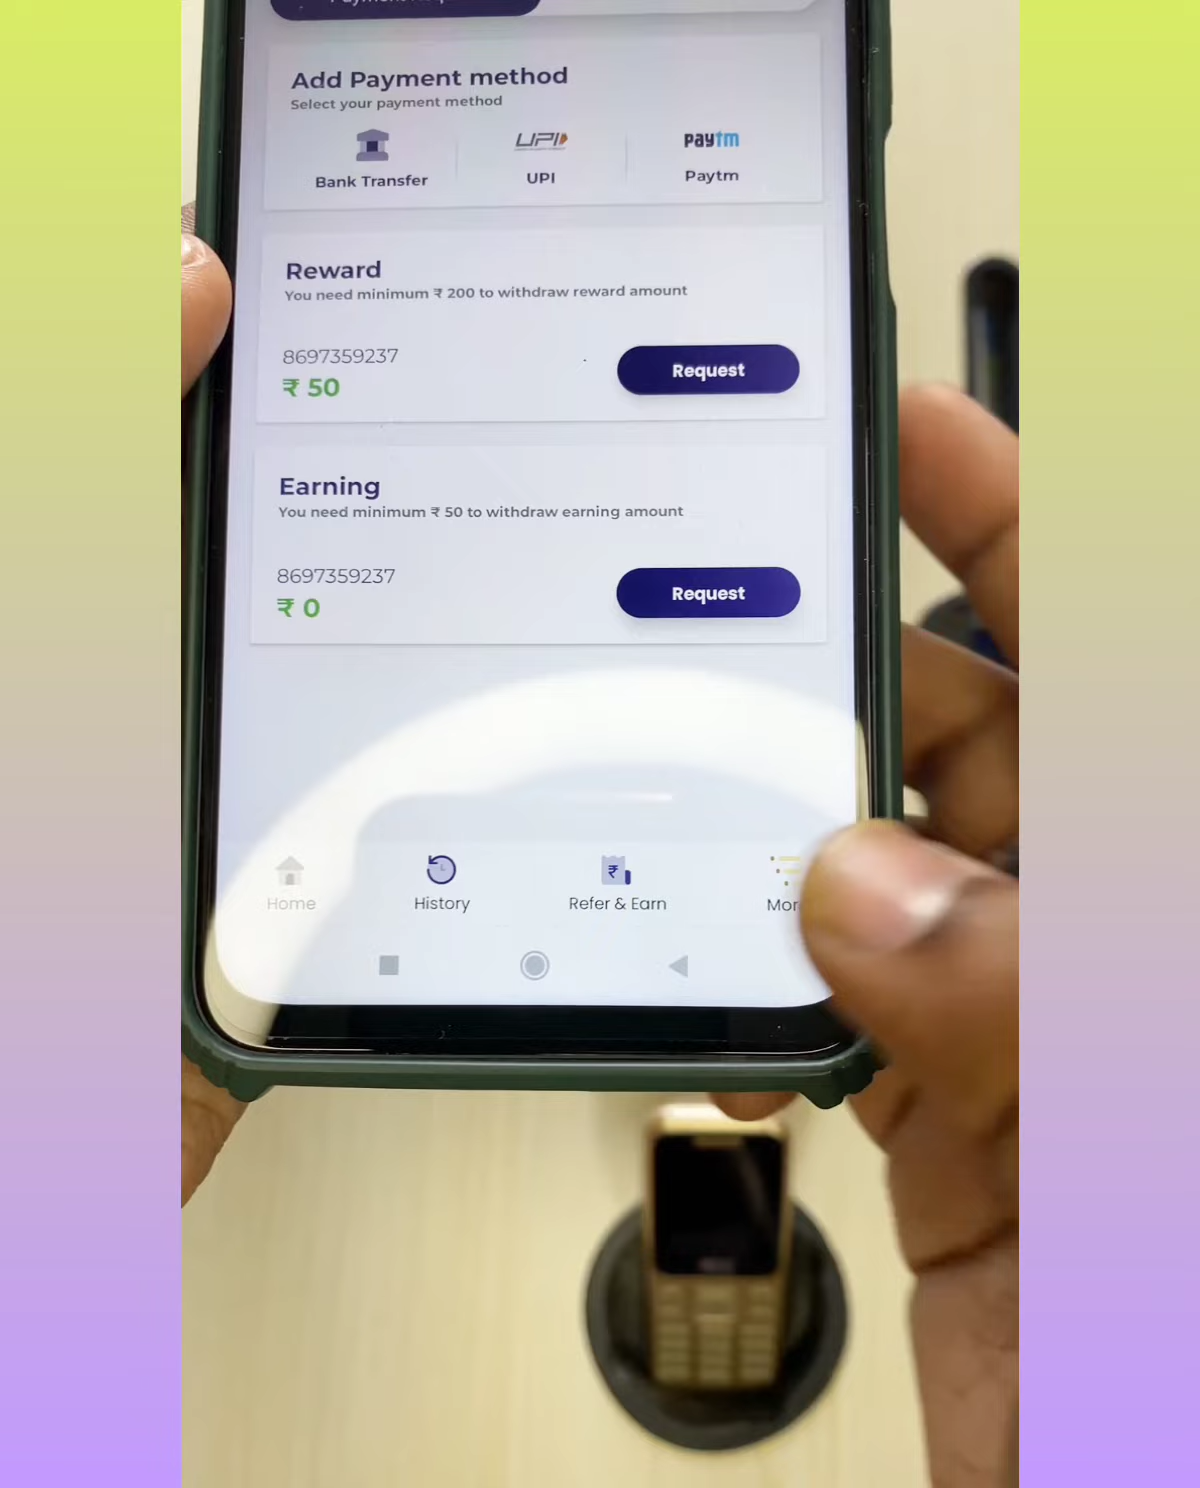 Add Payment method
Select your payment method
UPI
paytm
Bank Transfer
UPI
Paytm
Reward
You need minimum ₹ 200 to withdraw reward amount
8697359237
₹ 50
Request
Earning
You need minimum ₹ 50 to withdraw earning amount
8697359237
₹ 0
Request
₹
Home
History
Refer & Earn